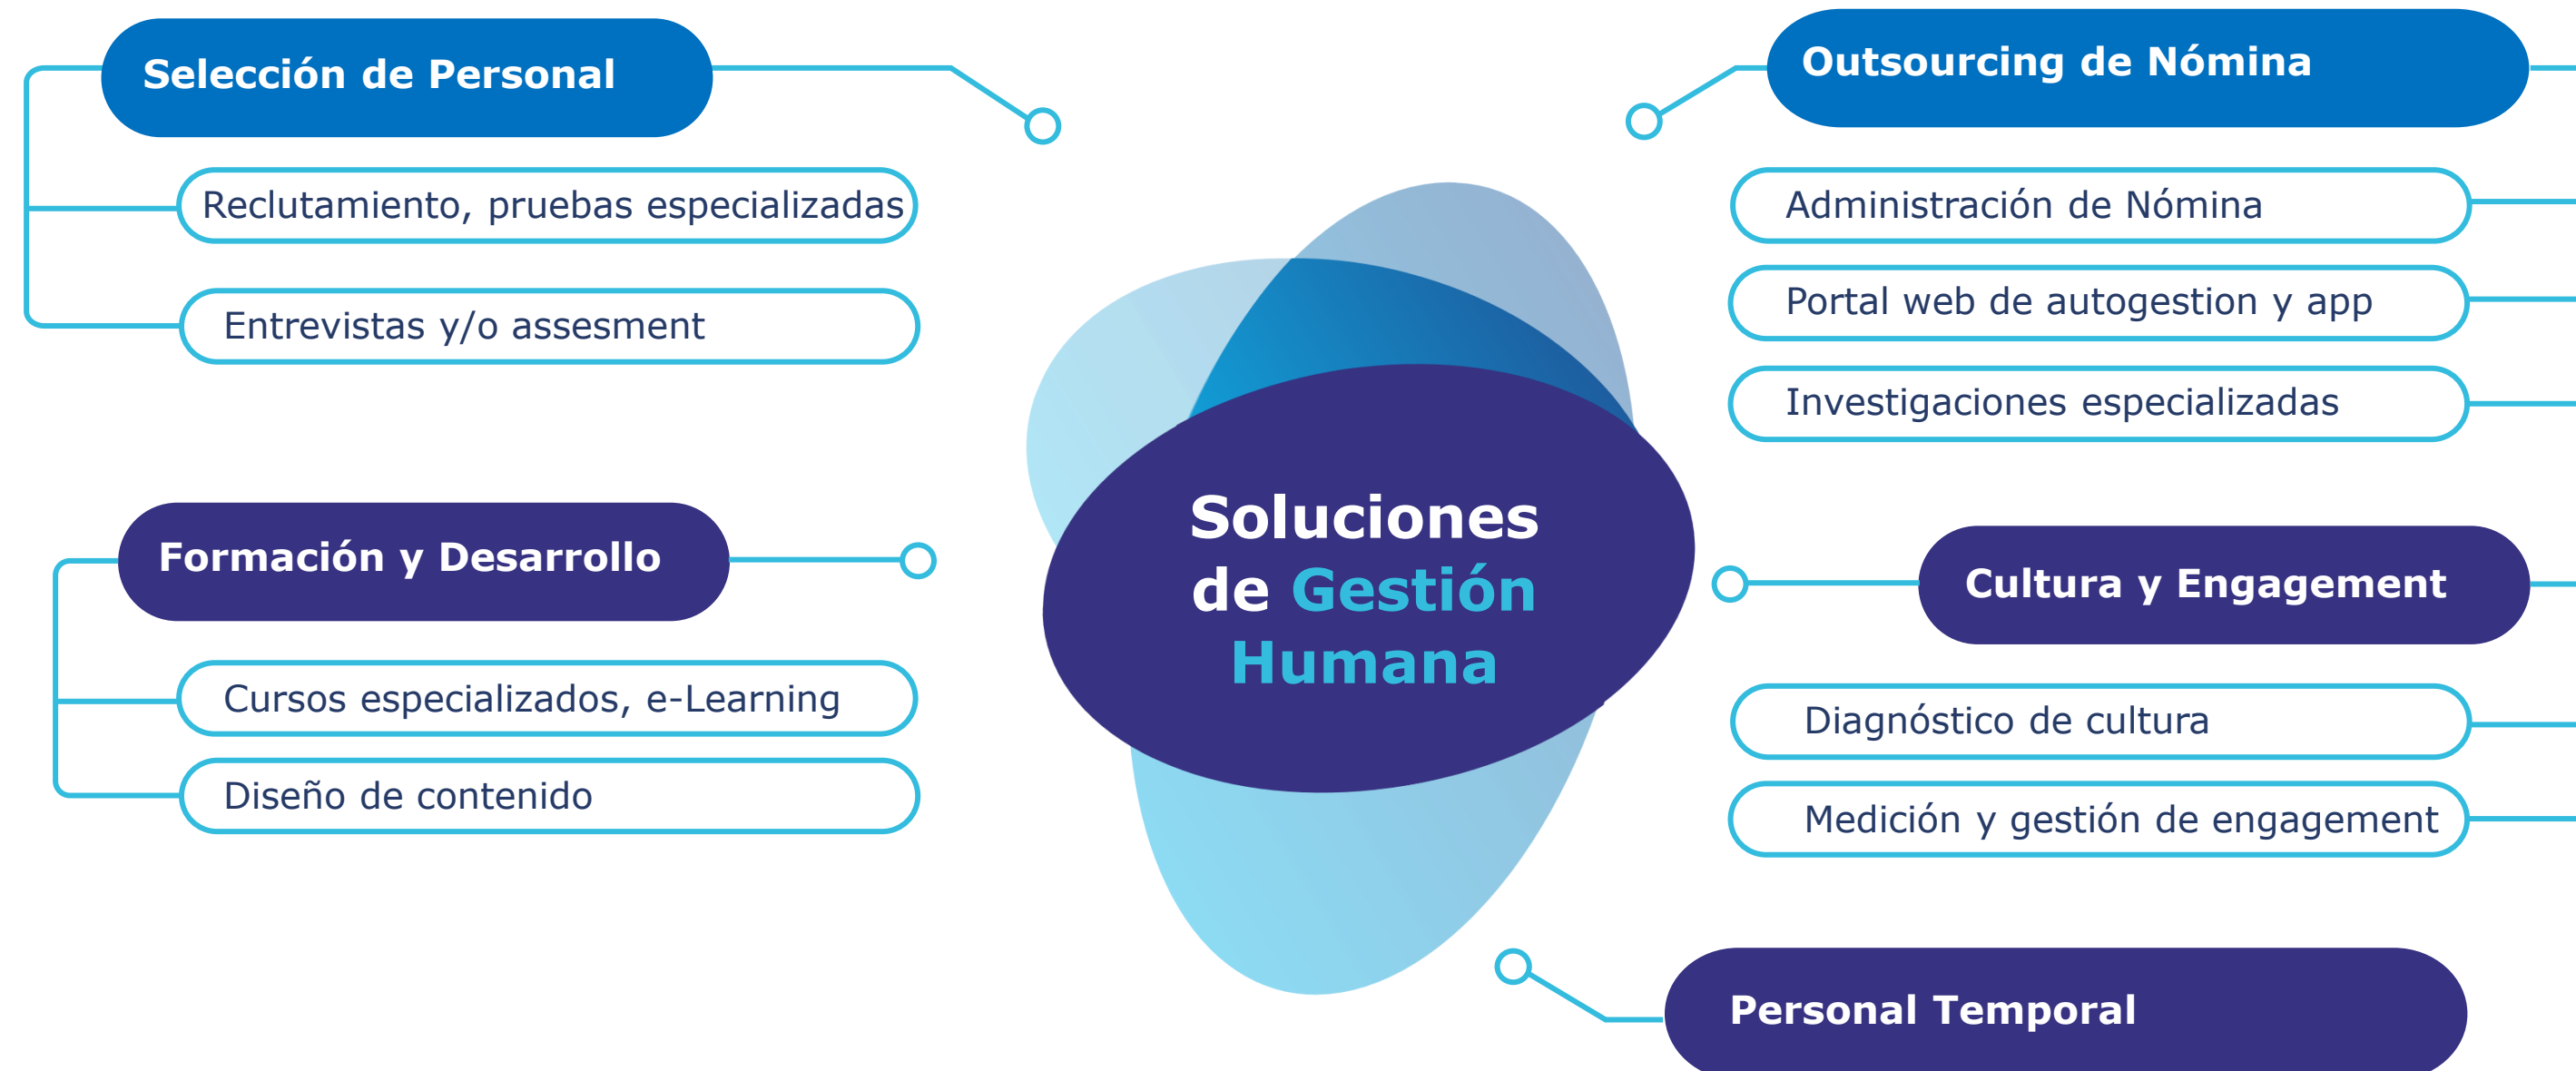 Selección de Personal
Reclutamiento, pruebas especializadas
Entrevistas y/o assesment
Formación y Desarrollo
Cursos especializados, e-Learning
Diseño de contenido
Soluciones
de Gestión
Humana
Outsourcing de Nómina
Administración de Nómina
Portal web de autogestion y app
Investigaciones especializadas
Cultura y Engagement
Diagnóstico de cultura
Medición y gestión de engagement
Personal Temporal